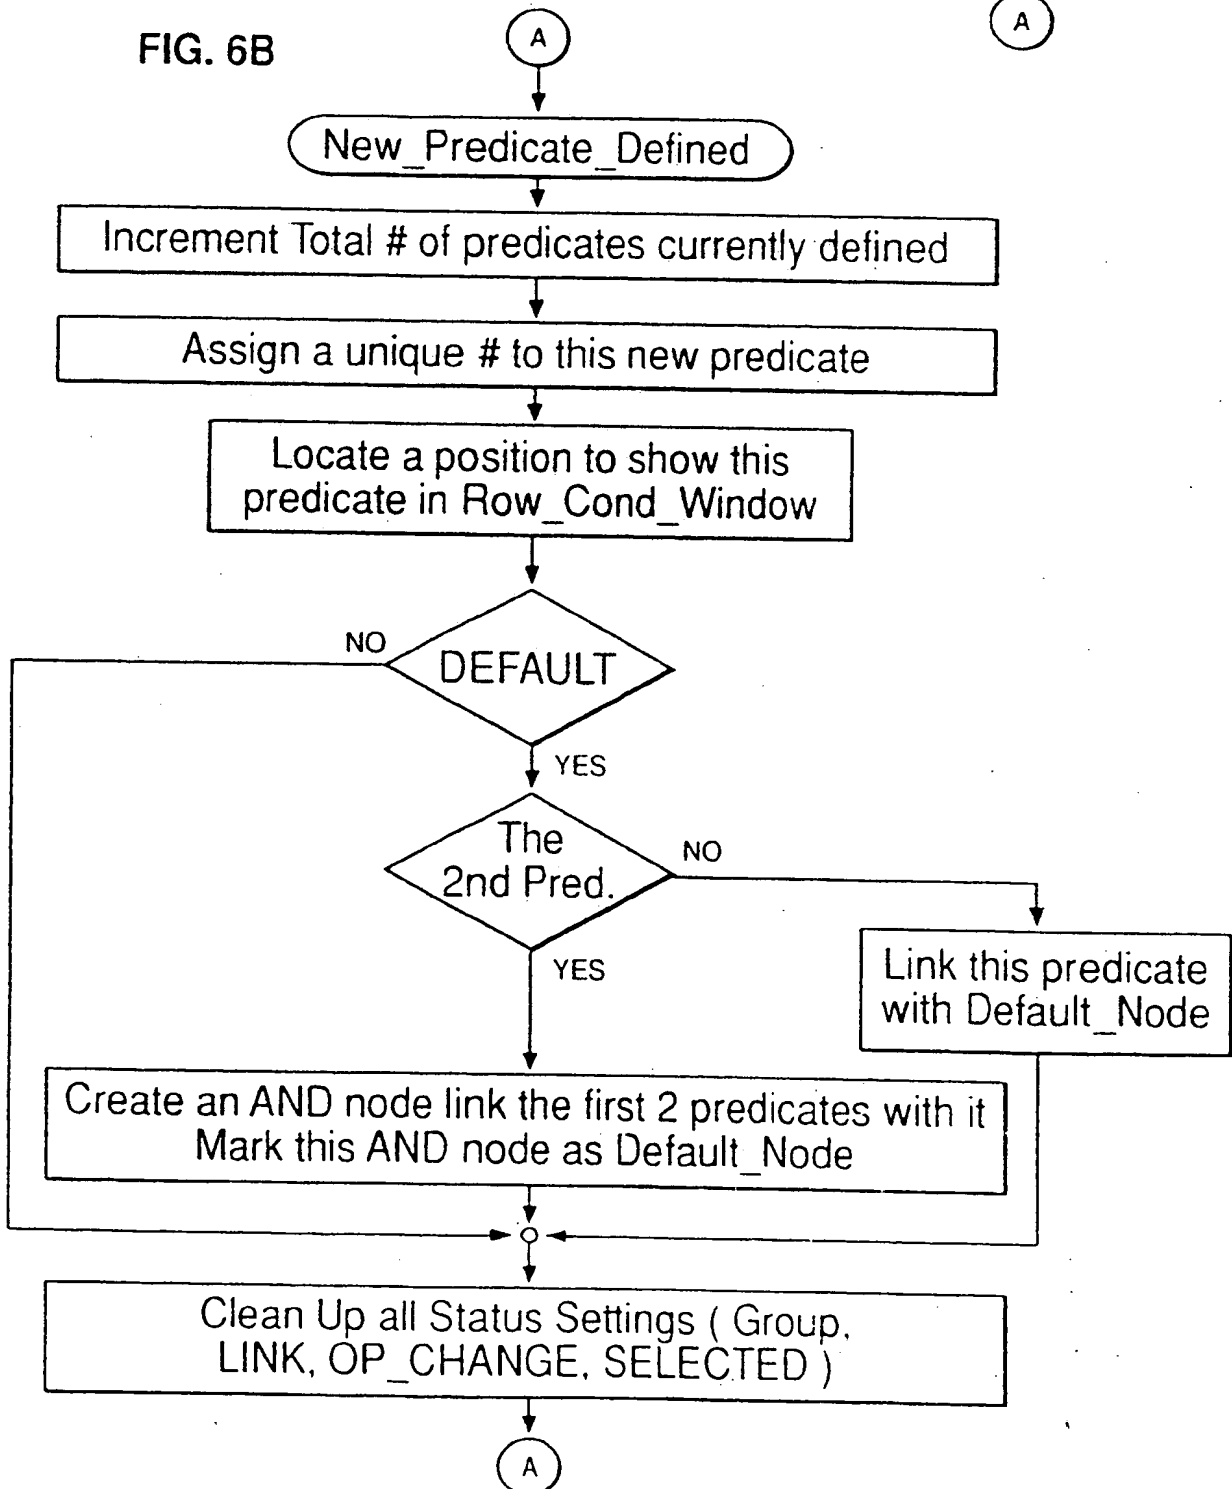 FIG. 6B
A
A
New_Predicate_Defined
Increment Total # of predicates currently defined
Assign a unique # to this new predicate
Locate a position to show this
predicate in Row_Cond_Window
NO
DEFAULT
YES
The
2nd Pred.
NO
YES
Link this predicate
with Default_Node
Create an AND node link the first 2 predicates with it
Mark this AND node as Default_Node
Clean Up all Status Settings ( Group,
LINK, OP_CHANGE, SELECTED )
A